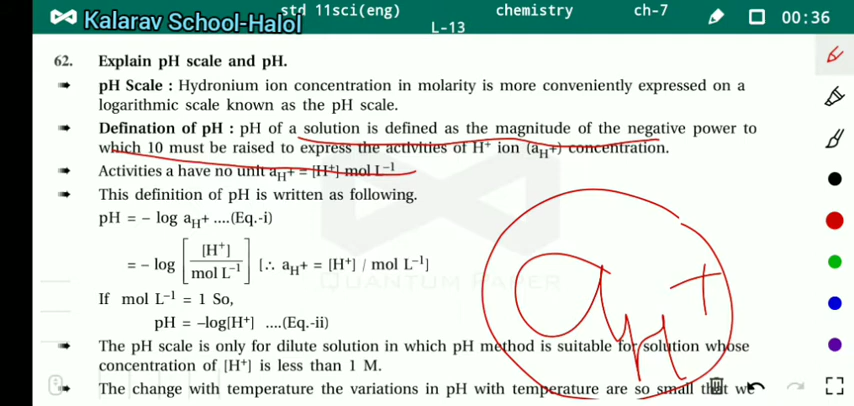 Kalarav School-Halol
std 11sci(eng)
chemistry
ch-7
L-13
00:36
62. Explain pH scale and pH.
➠ pH Scale : Hydronium ion concentration in molarity is more conveniently expressed on a
logarithmic scale known as the pH scale.
➠ Defination of pH : pH of a solution is defined as the magnitude of the negative power to
which 10 must be raised to express the activities of H⁺ ion (a_H+) concentration.
➠ Activities a have no unit a_H+ = [H⁺] mol L⁻¹
➠ This definition of pH is written as following.
pH = – log a_H+ ....(Eq.-i)
= – log [ [H⁺] / mol L⁻¹ ] [∴ a_H+ = [H⁺] / mol L⁻¹]
QUANTUM PAPER
If mol L⁻¹ = 1 So,
pH = –log[H⁺] ....(Eq.-ii)
a_H+
➠ The pH scale is only for dilute solution in which pH method is suitable for solution whose
concentration of [H⁺] is less than 1 M.
➠ The change with temperature the variations in pH with temperature are so small that we